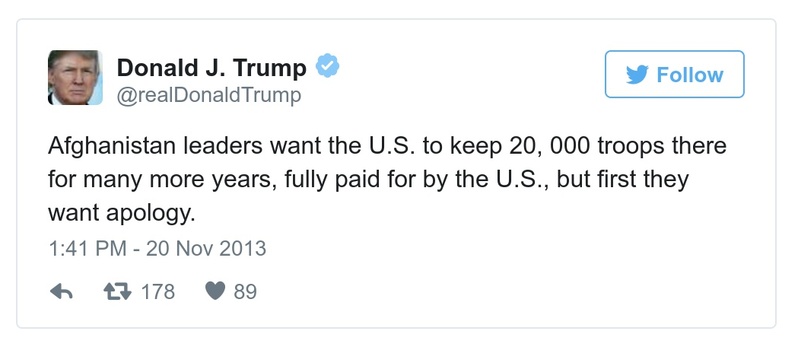 Donald J. Trump
@realDonaldTrump
Follow
Afghanistan leaders want the U.S. to keep 20, 000 troops there
for many more years, fully paid for by the U.S., but first they
want apology.
1:41 PM - 20 Nov 2013
178 89